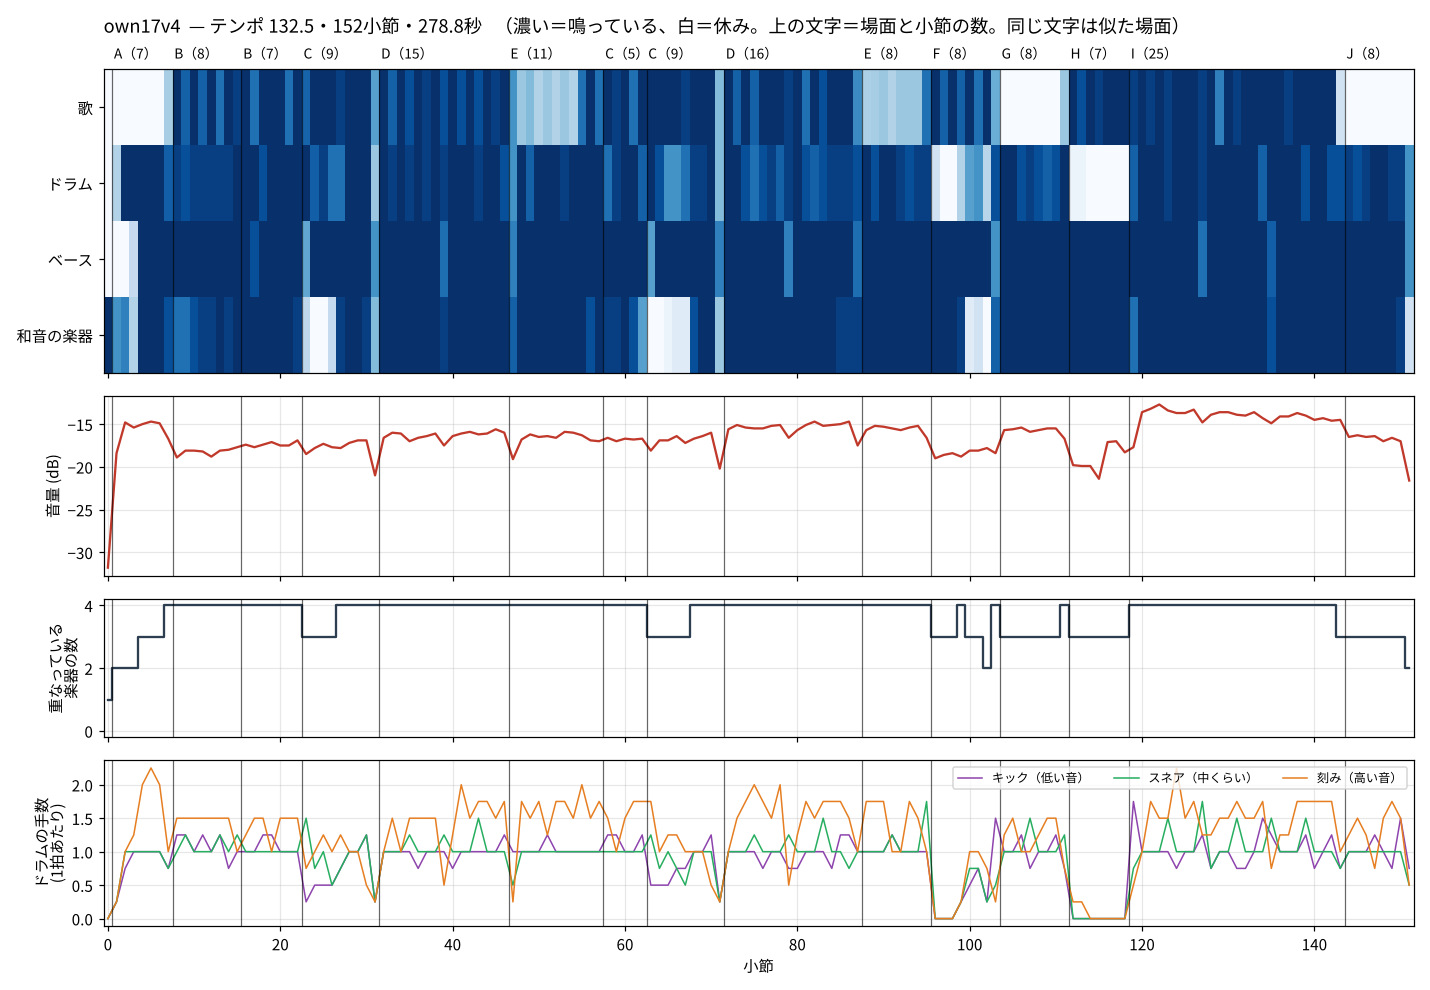 own17v4 — テンポ 132.5・152小節・278.8秒 （濃い＝鳴っている、白＝休み。上の文字＝場面と小節の数。同じ文字は似た場面）
A（7） B（8） B（7） C（9） D（15） E（11） C（5） C（9） D（16） E（8） F（8） G（8） H（7） I（25） J（8）
歌
ドラム
ベース
和音の楽器
音量 (dB)
−15
−20
−25
−30
重なっている
楽器の数
4
2
0
ドラムの手数
(1拍あたり)
2.0
1.5
1.0
0.5
0.0
キック（低い音） スネア（中くらい） 刻み（高い音）
0 20 40 60 80 100 120 140
小節